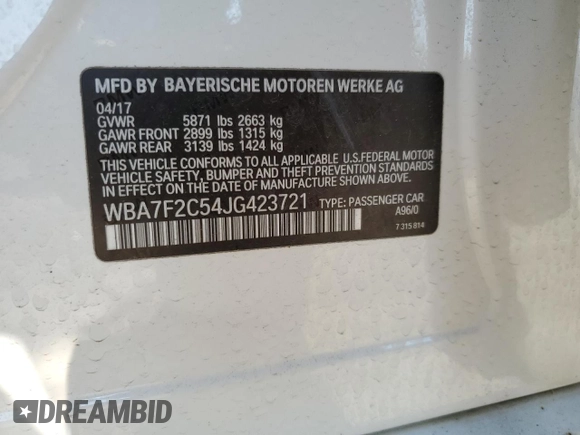 MFD BY BAYERISCHE MOTOREN WERKE AG
04/17
GVWR 5871 lbs 2663 kg
GAWR FRONT 2899 lbs 1315 kg
GAWR REAR 3139 lbs 1424 kg
THIS VEHICLE CONFORMS TO ALL APPLICABLE U.S.FEDERAL MOTOR
VEHICLE SAFETY, BUMPER AND THEFT PREVENTION
STANDARDS IN EFFECT ON THE DATE OF
MANUFACTURE SHOWN ABOVE.
WBA7F2C54JG423721 TYPE: PASSENGER CAR
A96/0
7 315 814
DREAMBID
DREAMBID